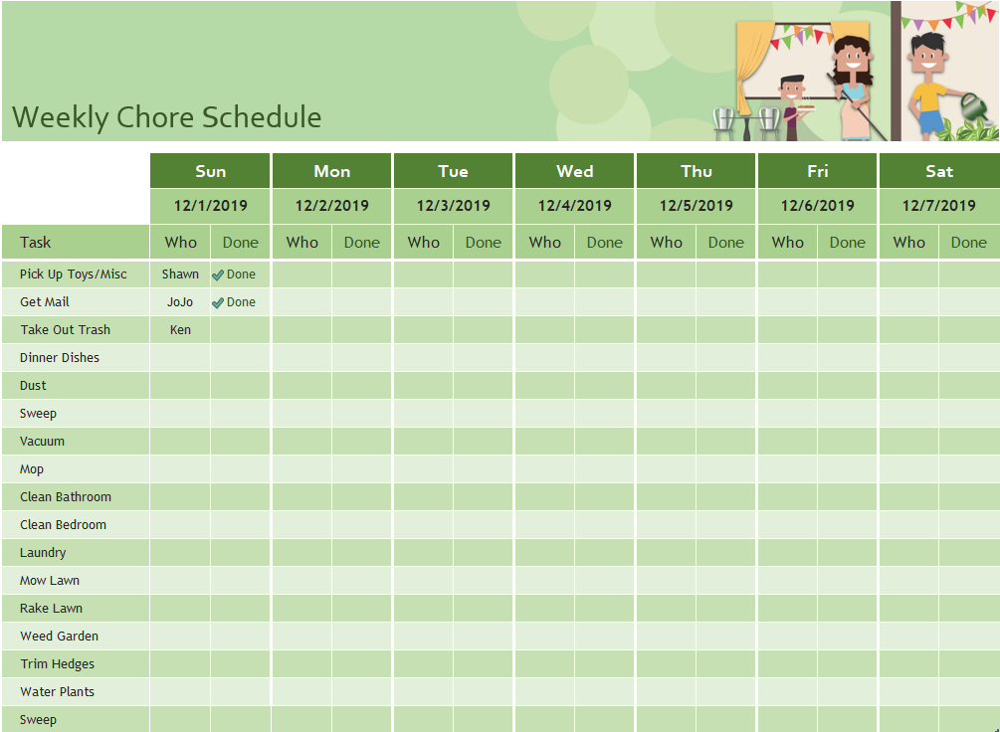 Weekly Chore Schedule
Sun Mon Tue Wed Thu Fri Sat
12/1/2019 12/2/2019 12/3/2019 12/4/2019 12/5/2019 12/6/2019 12/7/2019
Task Who Done Who Done Who Done Who Done Who Done Who Done Who Done
Pick Up Toys/Misc Shawn Done
Get Mail JoJo Done
Take Out Trash Ken
Dinner Dishes
Dust
Sweep
Vacuum
Mop
Clean Bathroom
Clean Bedroom
Laundry
Mow Lawn
Rake Lawn
Weed Garden
Trim Hedges
Water Plants
Sweep